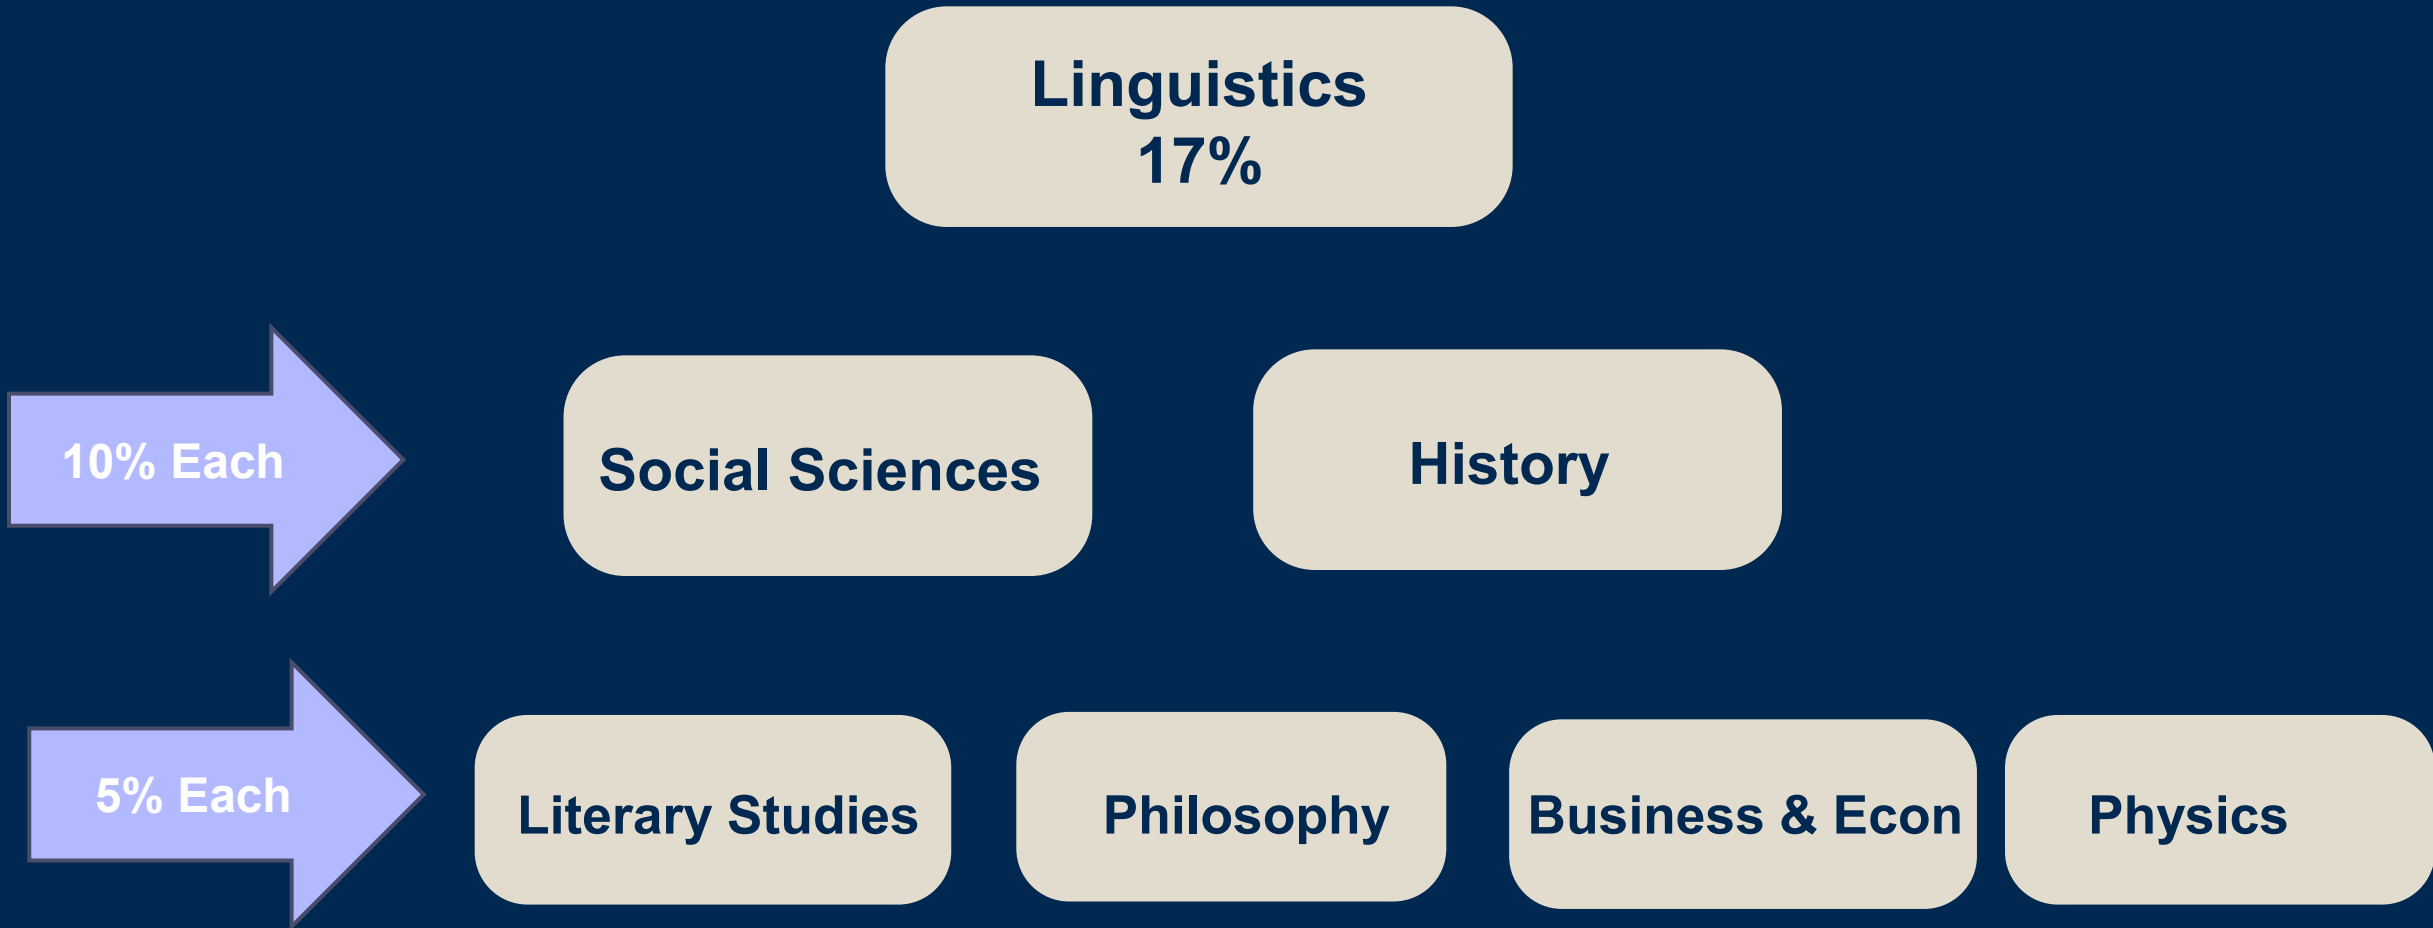 Linguistics
17%
10% Each
Social Sciences
History
5% Each
Literary Studies
Philosophy
Business & Econ
Physics